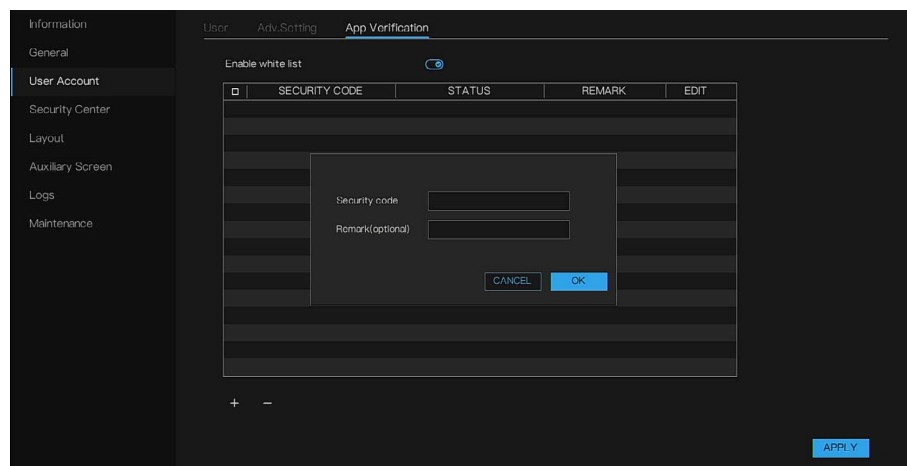 Information
General
User Account
Security Center
Layout
Auxiliary Screen
Logs
Maintenance
User Adv.Setting App Verification
Enable white list
SECURITY CODE STATUS REMARK EDIT
Security code
Remark(optional)
CANCEL OK
+ −
APPLY